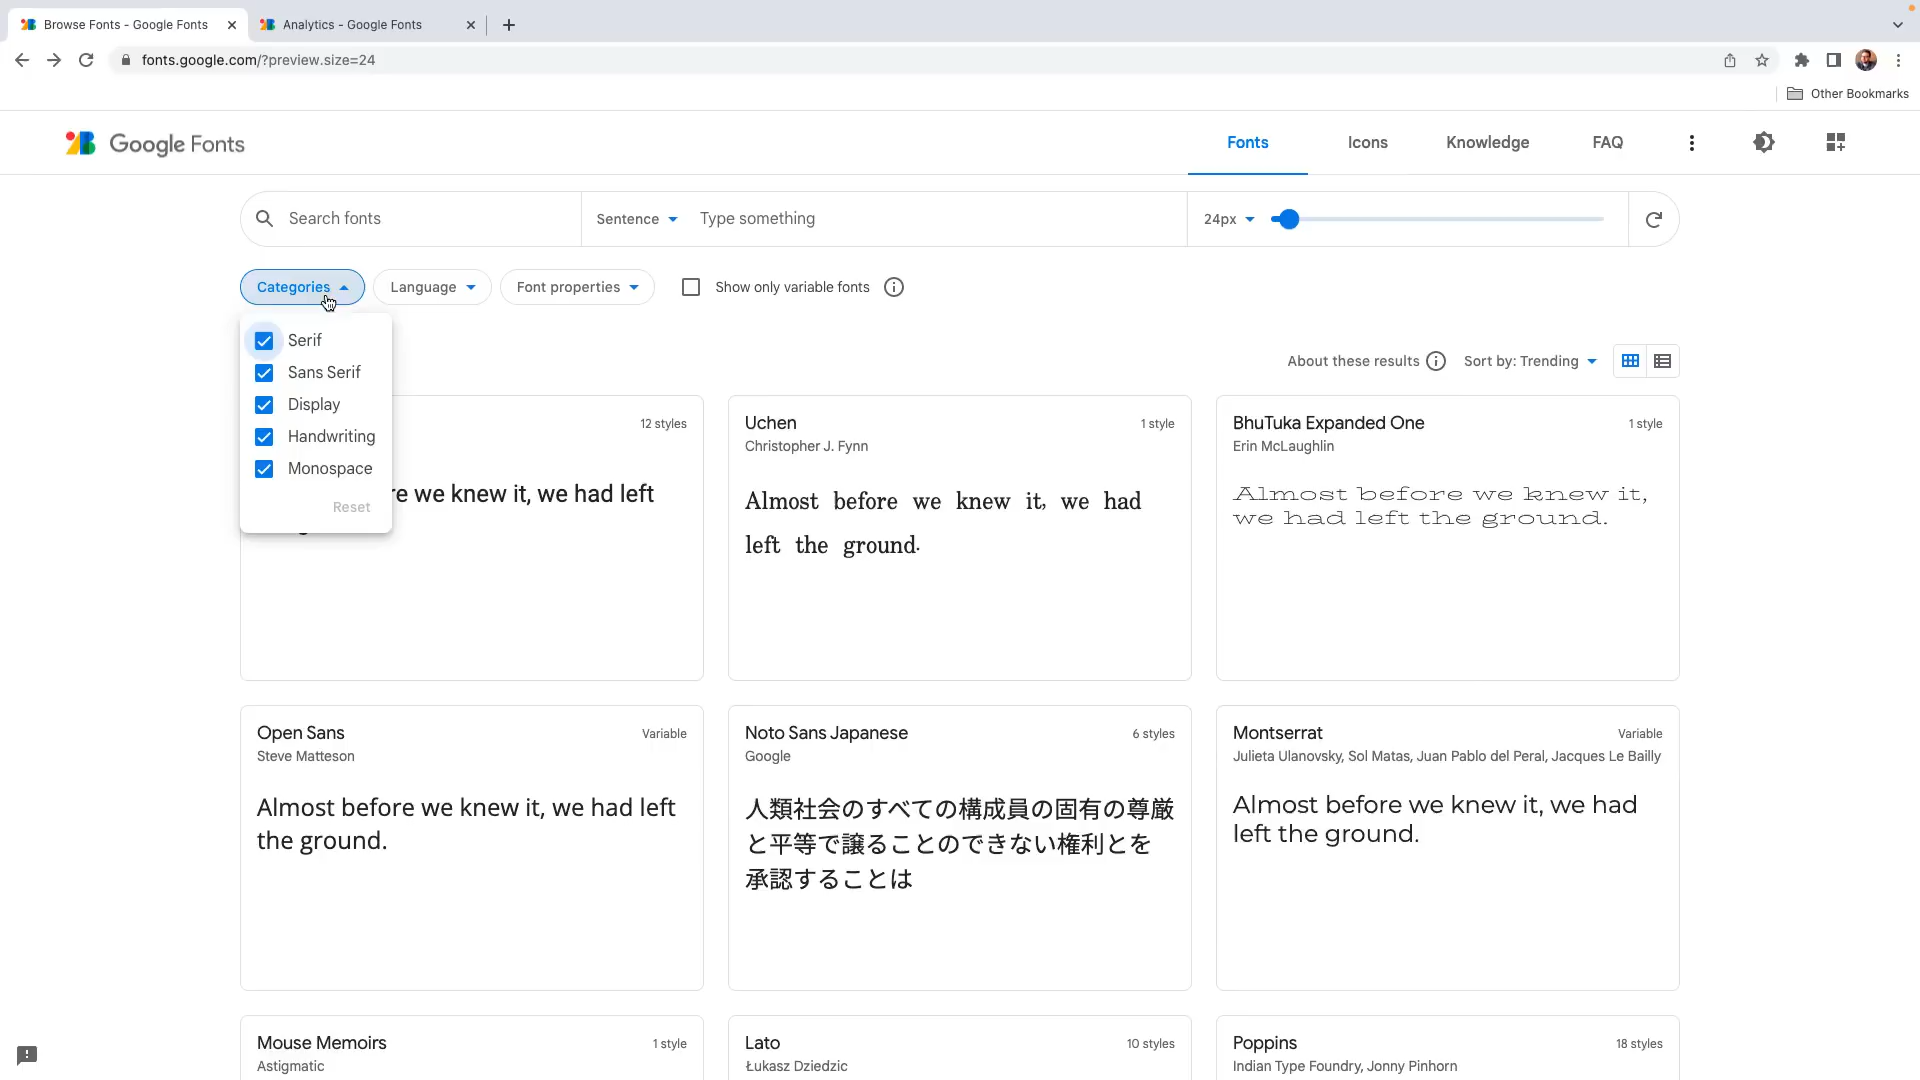 Browse Fonts - Google Fonts
Analytics - Google Fonts
fonts.google.com/?preview.size=24
Other Bookmarks
Google Fonts
Fonts
Icons
Knowledge
FAQ
Search fonts
Sentence
Type something
24px
Categories
Language
Font properties
Show only variable fonts
Serif
Sans Serif
Display
Handwriting
Monospace
Reset
About these results
Sort by: Trending
12 styles
re we knew it, we had left
Uchen
1 style
Christopher J. Fynn
Almost before we knew it, we had
left the ground.
BhuTuka Expanded One
1 style
Erin McLaughlin
Almost before we knew it,
we had left the ground.
Open Sans
Variable
Steve Matteson
Almost before we knew it, we had left
the ground.
Noto Sans Japanese
6 styles
Google
人類社会のすべての構成員の固有の尊厳
と平等で譲ることのできない権利とを
承認することは
Montserrat
Variable
Julieta Ulanovsky, Sol Matas, Juan Pablo del Peral, Jacques Le Bailly
Almost before we knew it, we had
left the ground.
Mouse Memoirs
1 style
Astigmatic
Lato
10 styles
Łukasz Dziedzic
Poppins
18 styles
Indian Type Foundry, Jonny Pinhorn